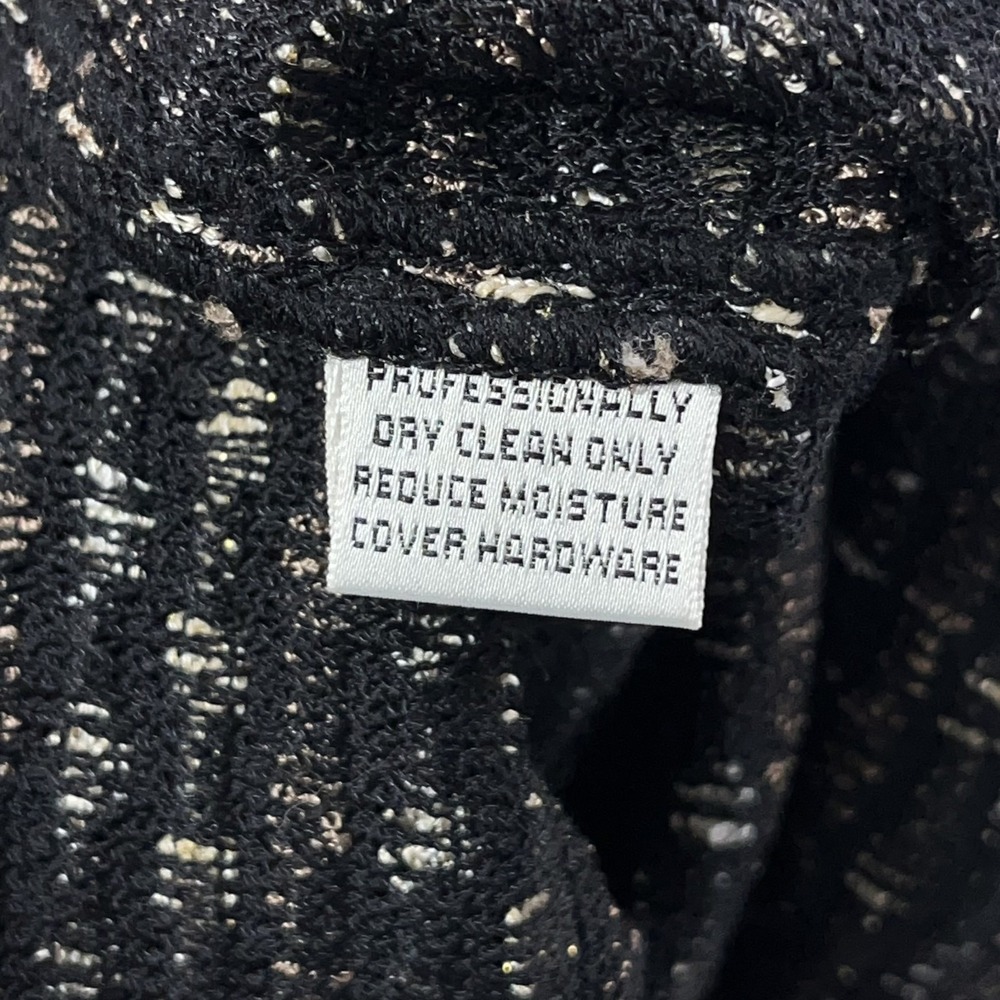 PROFESSIONALLY
DRY CLEAN ONLY
REDUCE MOISTURE
COVER HARDWARE